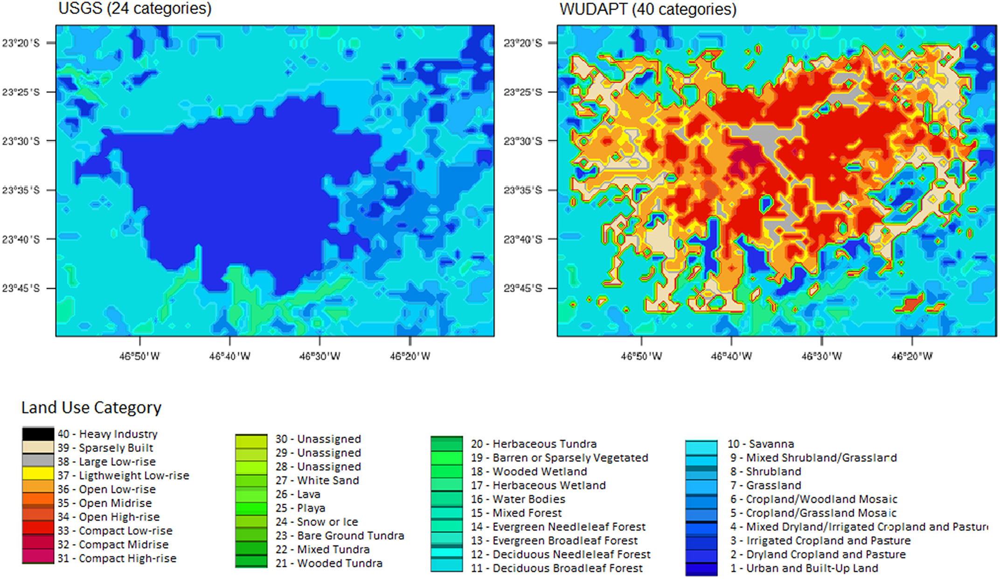 USGS (24 categories)
WUDAPT (40 categories)
23°20'S
23°25'S
23°30'S
23°35'S
23°40'S
23°45'S
46°50'W
46°40'W
46°30'W
46°20'W
23°20'S
23°25'S
23°30'S
23°35'S
23°40'S
23°45'S
46°50'W
46°40'W
46°30'W
46°20'W
Land Use Category
40 - Heavy Industry
39 - Sparsely Built
38 - Large Low-rise
37 - Ligthweight Low-rise
36 - Open Low-rise
35 - Open Midrise
34 - Open High-rise
33 - Compact Low-rise
32 - Compact Midrise
31 - Compact High-rise
30 - Unassigned
29 - Unassigned
28 - Unassigned
27 - White Sand
26 - Lava
25 - Playa
24 - Snow or Ice
23 - Bare Ground Tundra
22 - Mixed Tundra
21 - Wooded Tundra
20 - Herbaceous Tundra
19 - Barren or Sparsely Vegetated
18 - Wooded Wetland
17 - Herbaceous Wetland
16 - Water Bodies
15 - Mixed Forest
14 - Evergreen Needleleaf Forest
13 - Evergreen Broadleaf Forest
12 - Deciduous Needleleaf Forest
11 - Deciduous Broadleaf Forest
10 - Savanna
9 - Mixed Shrubland/Grassland
8 - Shrubland
7 - Grassland
6 - Cropland/Woodland Mosaic
5 - Cropland/Grassland Mosaic
4 - Mixed Dryland/Irrigated Cropland and Pasture
3 - Irrigated Cropland and Pasture
2 - Dryland Cropland and Pasture
1 - Urban and Built-Up Land